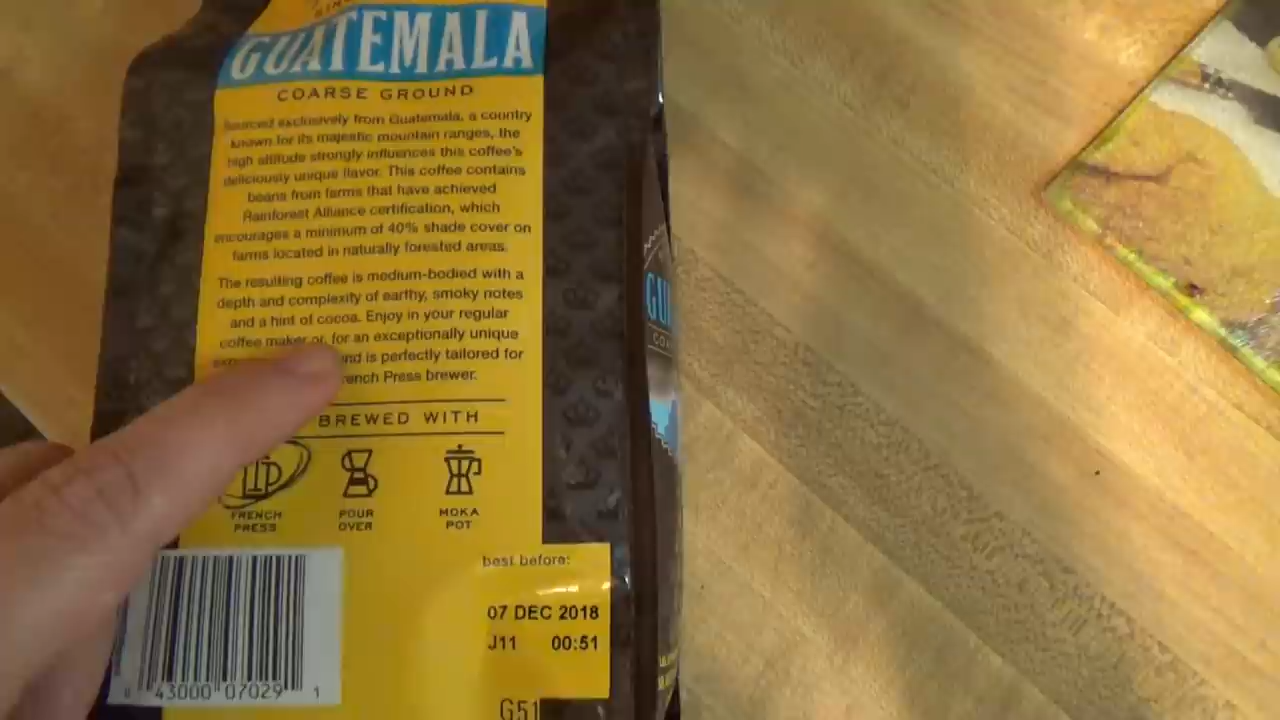 GUATEMALA
COARSE GROUND
Sourced exclusively from Guatemala, a country
known for its majestic mountain ranges, the
high altitude strongly influences this coffee's
deliciously unique flavor. This coffee contains
beans from farms that have achieved
Rainforest Alliance certification, which
encourages a minimum of 40% shade cover on
farms located in naturally forested areas.
The resulting coffee is medium-bodied with a
depth and complexity of earthy, smoky notes
and a hint of cocoa. Enjoy in your regular
coffee maker or, for an exceptionally unique
is perfectly tailored for
French Press brewer.
BREWED WITH
FRENCH PRESS
POUR OVER
MOKA POT
best before:
07 DEC 2018
J11 00:51
8 43000 07029 1
G51
GU
CO